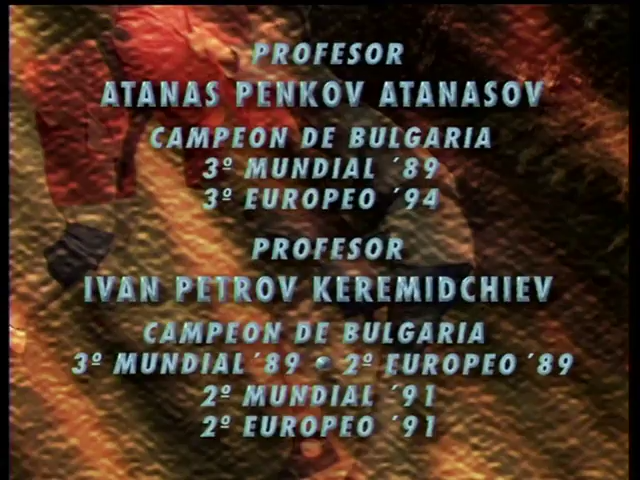 PROFESOR
ATANAS PENKOV ATANASOV
CAMPEON DE BULGARIA
3º MUNDIAL ´89
3º EUROPEO ´94
PROFESOR
IVAN PETROV KEREMIDCHIEV
CAMPEON DE BULGARIA
3º MUNDIAL ´89 • 2º EUROPEO ´89
2º MUNDIAL ´91
2º EUROPEO ´91